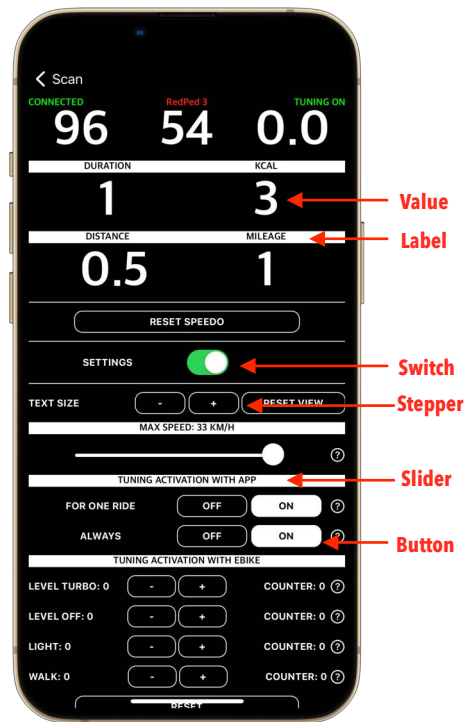 Scan
CONNECTED RedPed 3 TUNING ON
96 54 0.0
DURATION KCAL
1 3 Value
DISTANCE MILEAGE Label
0.5 1
RESET SPEEDO
SETTINGS Switch
TEXT SIZE - + RESET VIEW Stepper
MAX SPEED: 33 KM/H
?
TUNING ACTIVATION WITH APP Slider
FOR ONE RIDE OFF ON ?
ALWAYS OFF ON ? Button
TUNING ACTIVATION WITH EBIKE
LEVEL TURBO: 0 - + COUNTER: 0 ?
LEVEL OFF: 0 - + COUNTER: 0 ?
LIGHT: 0 - + COUNTER: 0 ?
WALK: 0 - + COUNTER: 0 ?
RESET